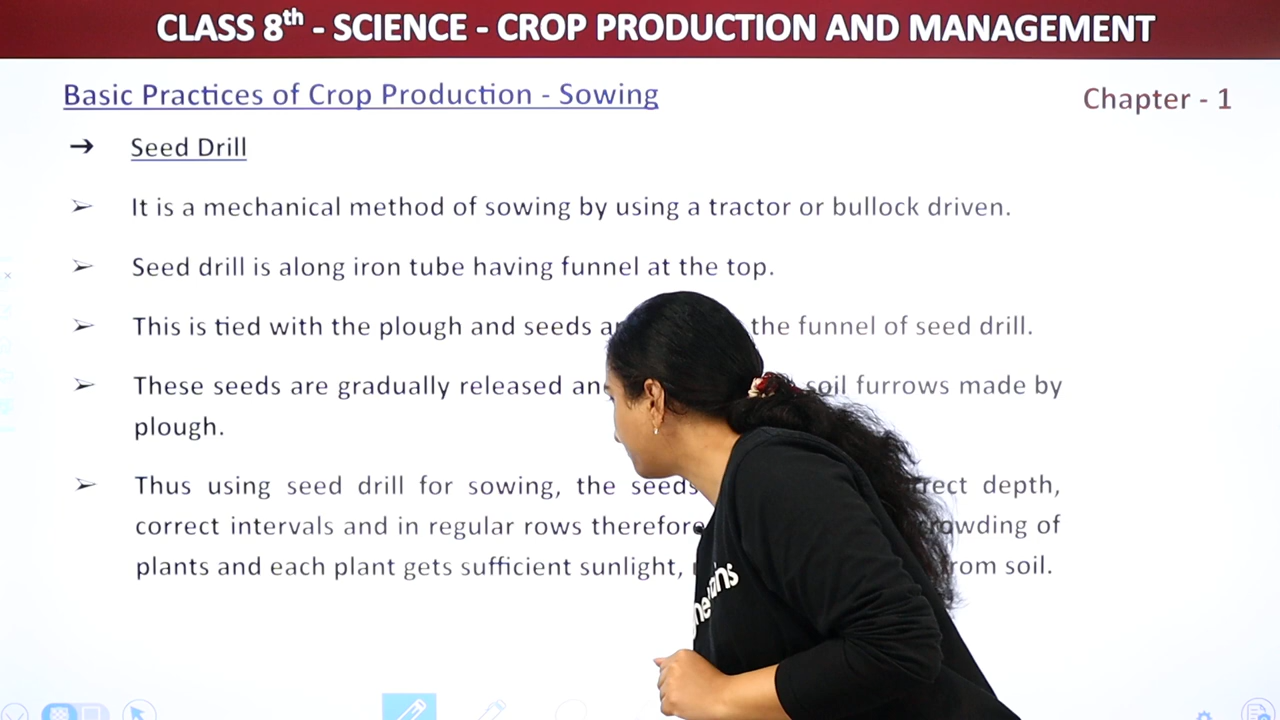 CLASS 8th - SCIENCE - CROP PRODUCTION AND MANAGEMENT
Basic Practices of Crop Production - Sowing
Chapter - 1
➔ Seed Drill
➢ It is a mechanical method of sowing by using a tractor or bullock driven.
➢ Seed drill is along iron tube having funnel at the top.
➢ This is tied with the plough and seeds the funnel of seed drill.
➢ These seeds are gradually released soil furrows made by
plough.
➢ Thus using seed drill for sowing, the seeds depth,
correct intervals and in regular rows therefore of
plants and each plant gets sufficient sunlight, from soil.